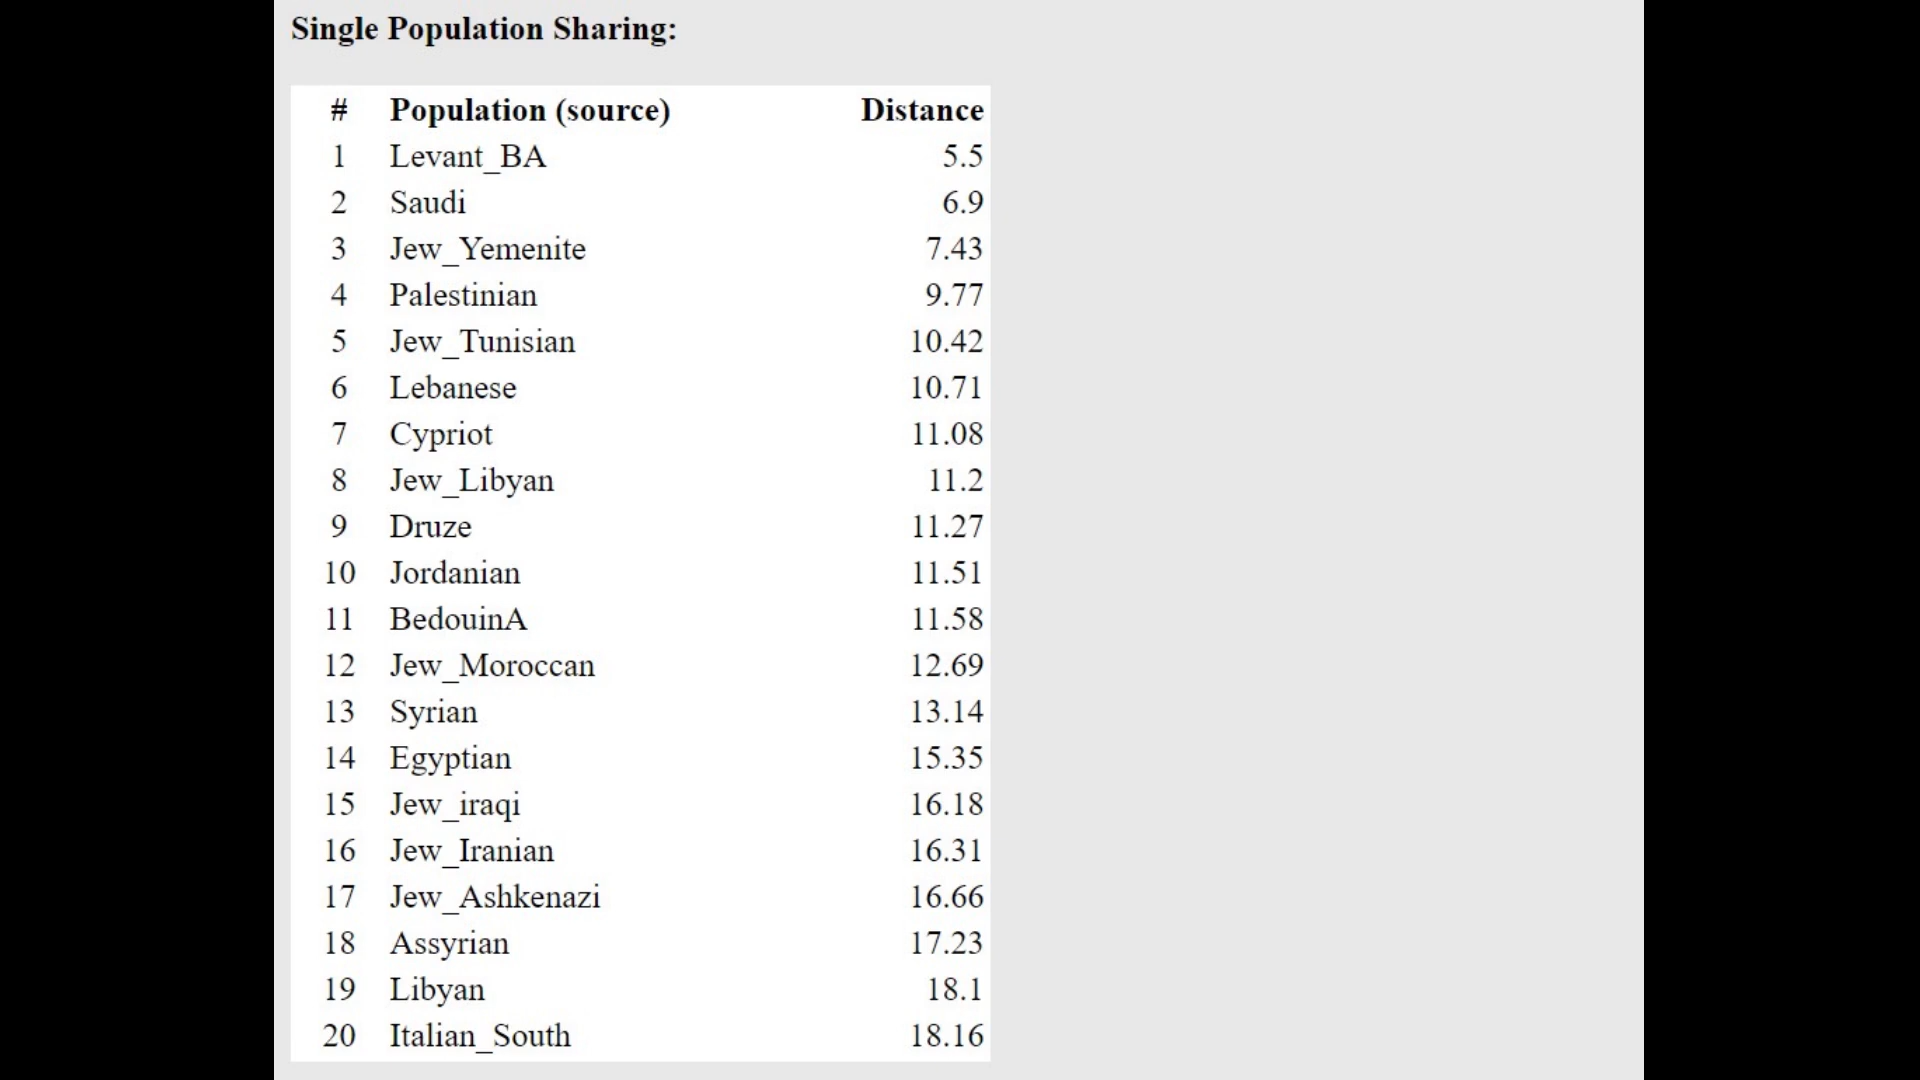 Single Population Sharing:
# Population (source) Distance
1 Levant_BA 5.5
2 Saudi 6.9
3 Jew_Yemenite 7.43
4 Palestinian 9.77
5 Jew_Tunisian 10.42
6 Lebanese 10.71
7 Cypriot 11.08
8 Jew_Libyan 11.2
9 Druze 11.27
10 Jordanian 11.51
11 BedouinA 11.58
12 Jew_Moroccan 12.69
13 Syrian 13.14
14 Egyptian 15.35
15 Jew_iraqi 16.18
16 Jew_Iranian 16.31
17 Jew_Ashkenazi 16.66
18 Assyrian 17.23
19 Libyan 18.1
20 Italian_South 18.16